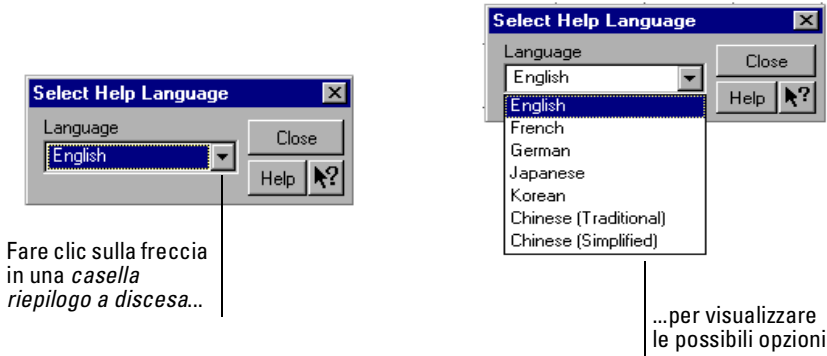 Select Help Language
Language
English
Close
Help
?
Fare clic sulla freccia
in una casella
riepilogo a discesa...
Select Help Language
Language
English
Close
Help
?
English
French
German
Japanese
Korean
Chinese (Traditional)
Chinese (Simplified)
...per visualizzare
le possibili opzioni